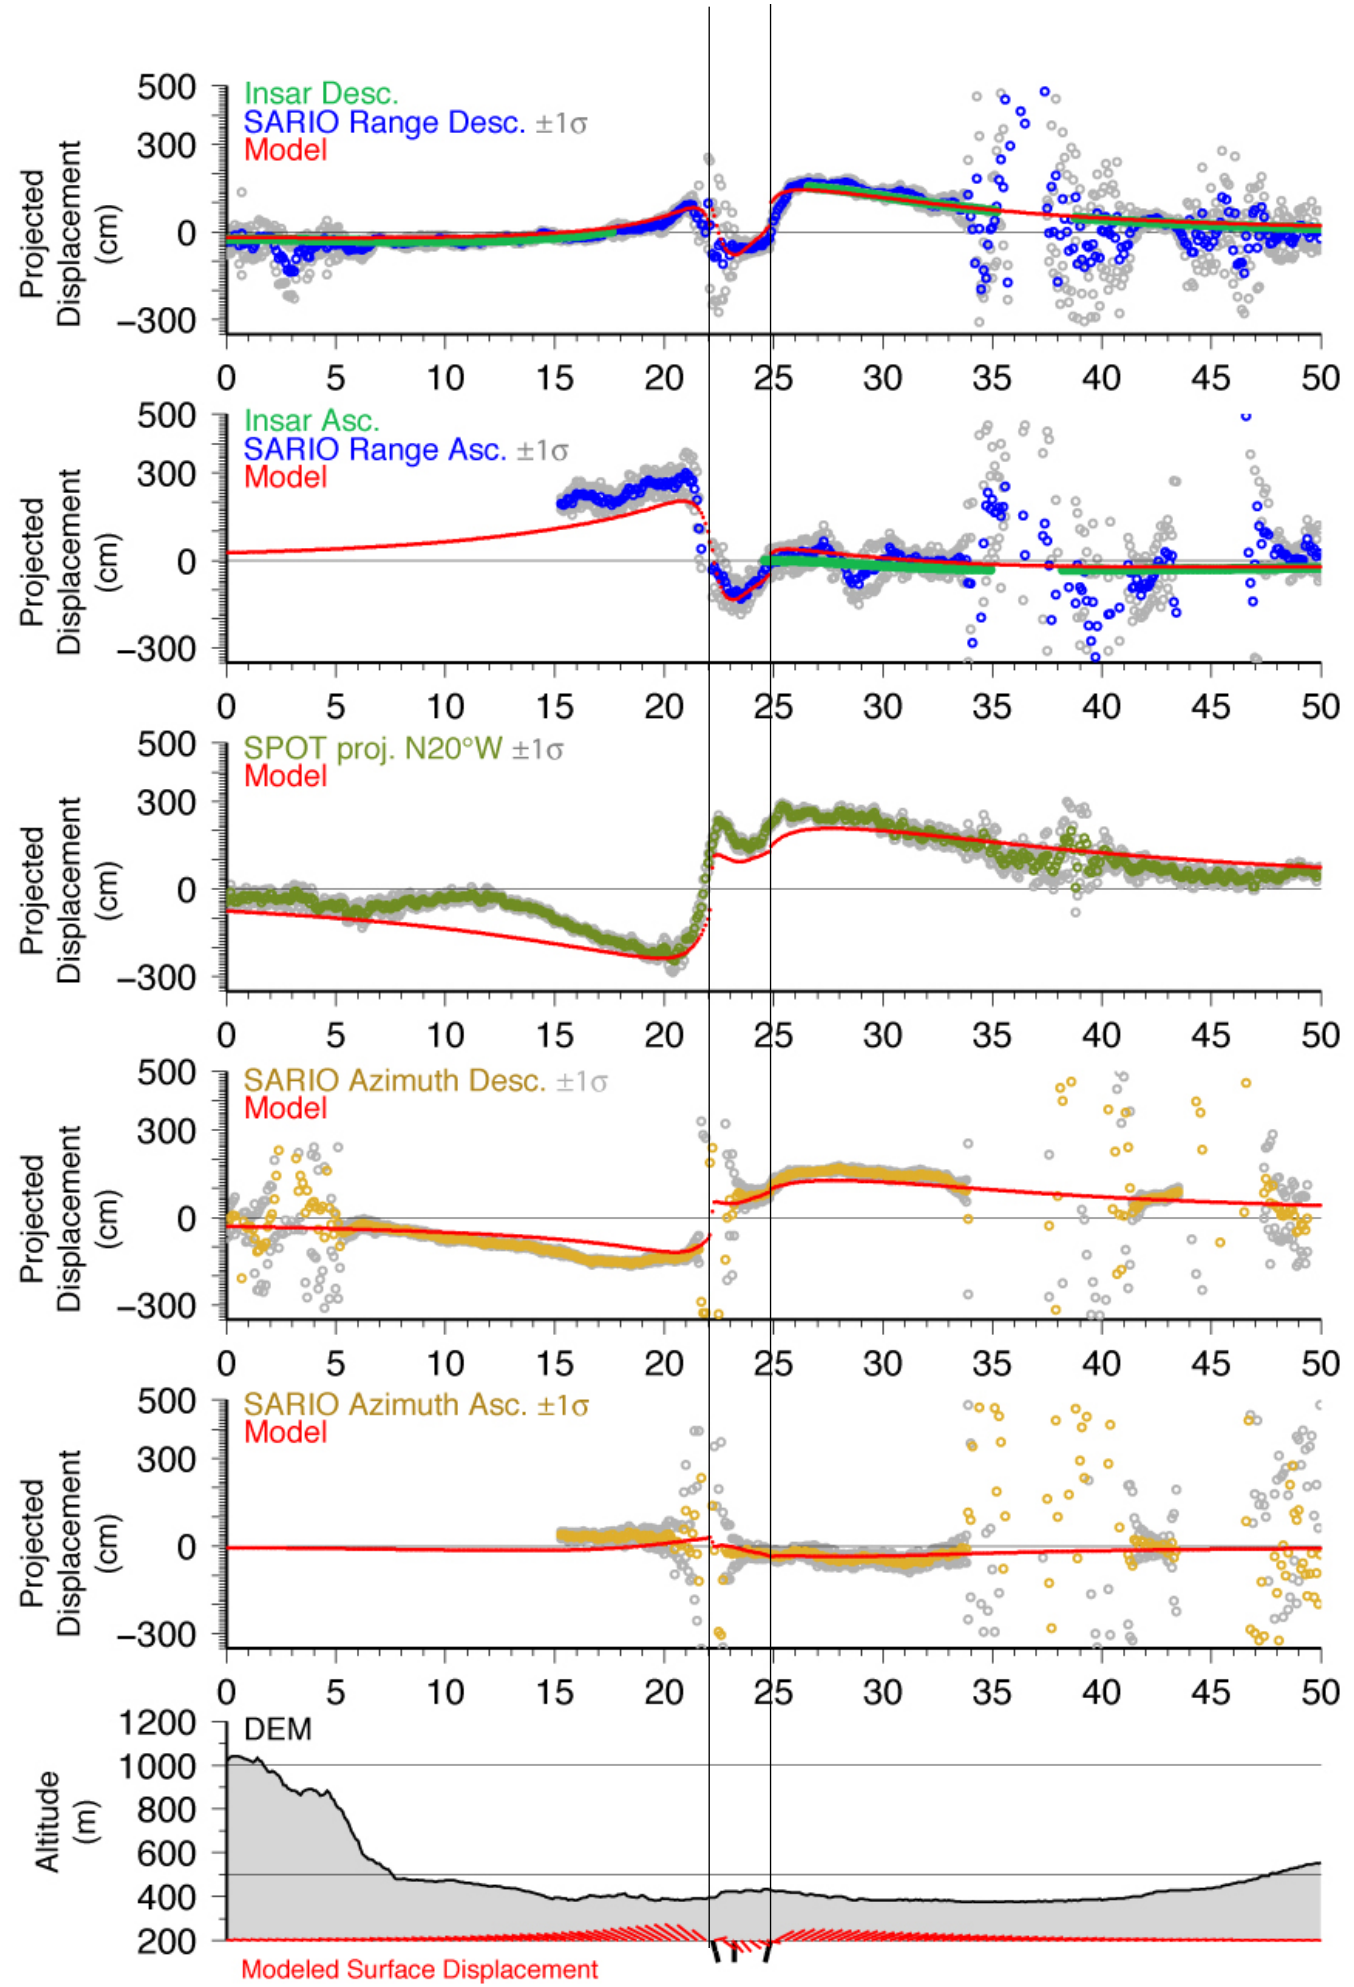 Insar Desc.
SARIO Range Desc. ±1σ
Model
500
300
0
−300
Projected
Displacement
(cm)
0 5 10 15 20 25 30 35 40 45 50
Insar Asc.
SARIO Range Asc. ±1σ
Model
500
300
0
−300
Projected
Displacement
(cm)
0 5 10 15 20 25 30 35 40 45 50
SPOT proj. N20°W ±1σ
Model
500
300
0
−300
Projected
Displacement
(cm)
0 5 10 15 20 25 30 35 40 45 50
SARIO Azimuth Desc. ±1σ
Model
500
300
0
−300
Projected
Displacement
(cm)
0 5 10 15 20 25 30 35 40 45 50
SARIO Azimuth Asc. ±1σ
Model
500
300
0
−300
Projected
Displacement
(cm)
0 5 10 15 20 25 30 35 40 45 50
DEM
1200
1000
800
600
400
200
Altitude
(m)
Modeled Surface Displacement